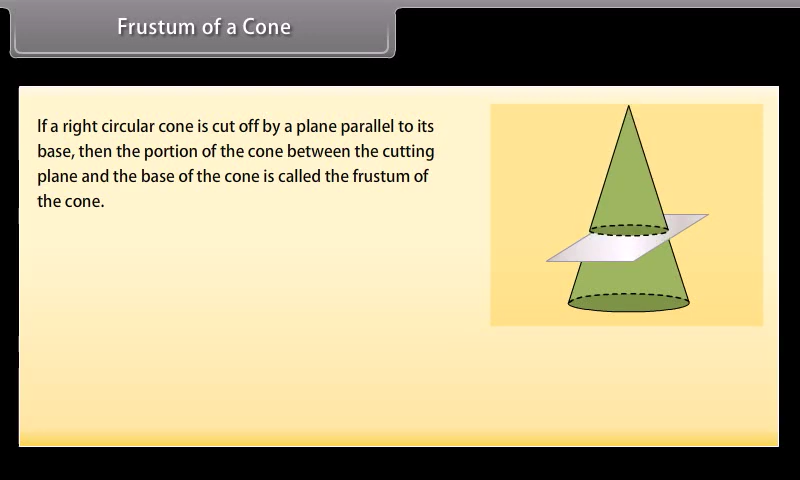 Frustum of a Cone
If a right circular cone is cut off by a plane parallel to its
base, then the portion of the cone between the cutting
plane and the base of the cone is called the frustum of
the cone.